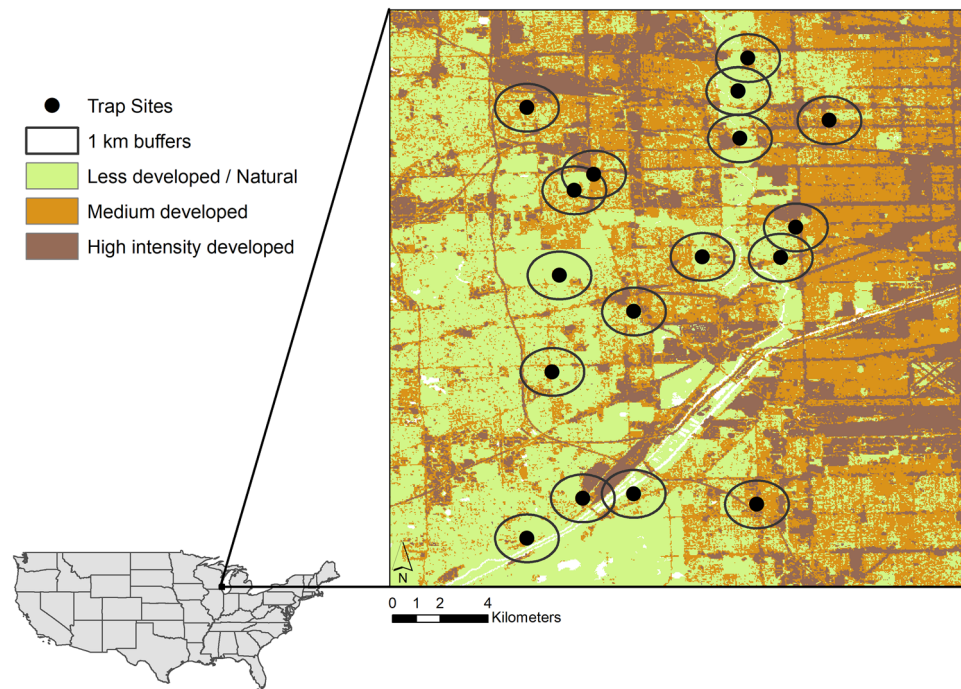 Trap Sites
1 km buffers
Less developed / Natural
Medium developed
High intensity developed
N
0 1 2 4
Kilometers